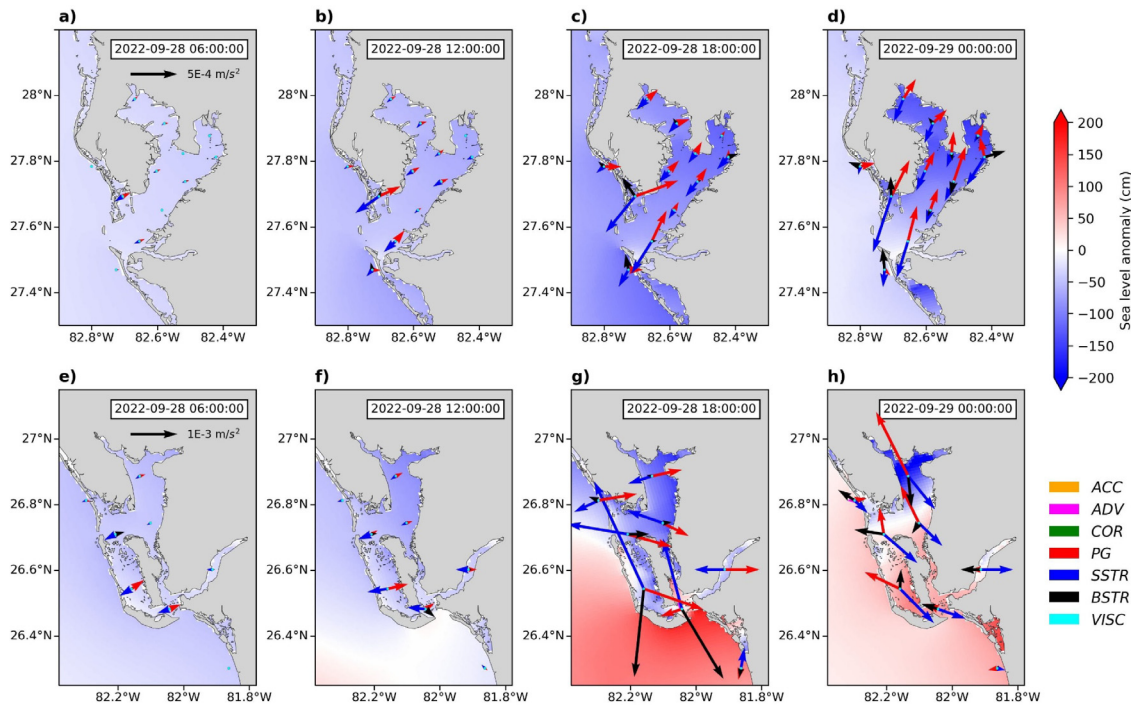 a)
b)
c)
d)
2022-09-28 06:00:00
2022-09-28 12:00:00
2022-09-28 18:00:00
2022-09-29 00:00:00
5E-4 m/s²
28°N
27.8°N
27.6°N
27.4°N
82.8°W 82.6°W 82.4°W
28°N
27.8°N
27.6°N
27.4°N
82.8°W 82.6°W 82.4°W
28°N
27.8°N
27.6°N
27.4°N
82.8°W 82.6°W 82.4°W
28°N
27.8°N
27.6°N
27.4°N
82.8°W 82.6°W 82.4°W
200
150
100
50
0
−50
−100
−150
−200
Sea level anomaly (cm)
e)
f)
g)
h)
2022-09-28 06:00:00
2022-09-28 12:00:00
2022-09-28 18:00:00
2022-09-29 00:00:00
1E-3 m/s²
27°N
26.8°N
26.6°N
26.4°N
82.2°W 82°W 81.8°W
27°N
26.8°N
26.6°N
26.4°N
82.2°W 82°W 81.8°W
27°N
26.8°N
26.6°N
26.4°N
82.2°W 82°W 81.8°W
27°N
26.8°N
26.6°N
26.4°N
82.2°W 82°W 81.8°W
ACC
ADV
COR
PG
SSTR
BSTR
VISC